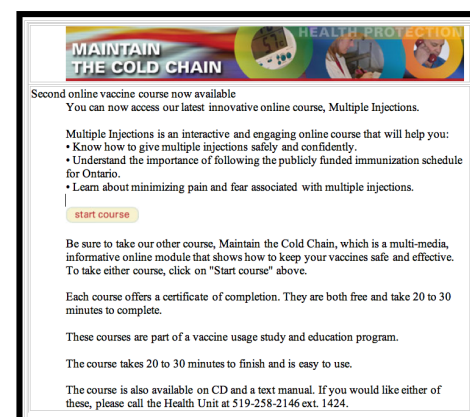 HEALTH PROTECTION
MAINTAIN
THE COLD CHAIN
Second online vaccine course now available
You can now access our latest innovative online course, Multiple Injections.
Multiple Injections is an interactive and engaging online course that will help you:
• Know how to give multiple injections safely and confidently.
• Understand the importance of following the publicly funded immunization schedule
for Ontario.
• Learn about minimizing pain and fear associated with multiple injections.
start course
Be sure to take our other course, Maintain the Cold Chain, which is a multi-media,
informative online module that shows how to keep your vaccines safe and effective.
To take either course, click on "Start course" above.
Each course offers a certificate of completion. They are both free and take 20 to 30
minutes to complete.
These courses are part of a vaccine usage study and education program.
The course takes 20 to 30 minutes to finish and is easy to use.
The course is also available on CD and a text manual. If you would like either of
these, please call the Health Unit at 519-258-2146 ext. 1424.